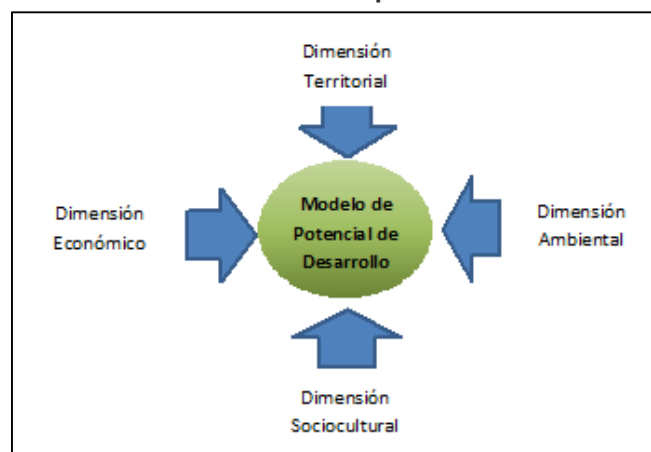 Dimensión
Territorial
Dimensión
Económico
Modelo de
Potencial de
Desarrollo
Dimensión
Ambiental
Dimensión
Sociocultural